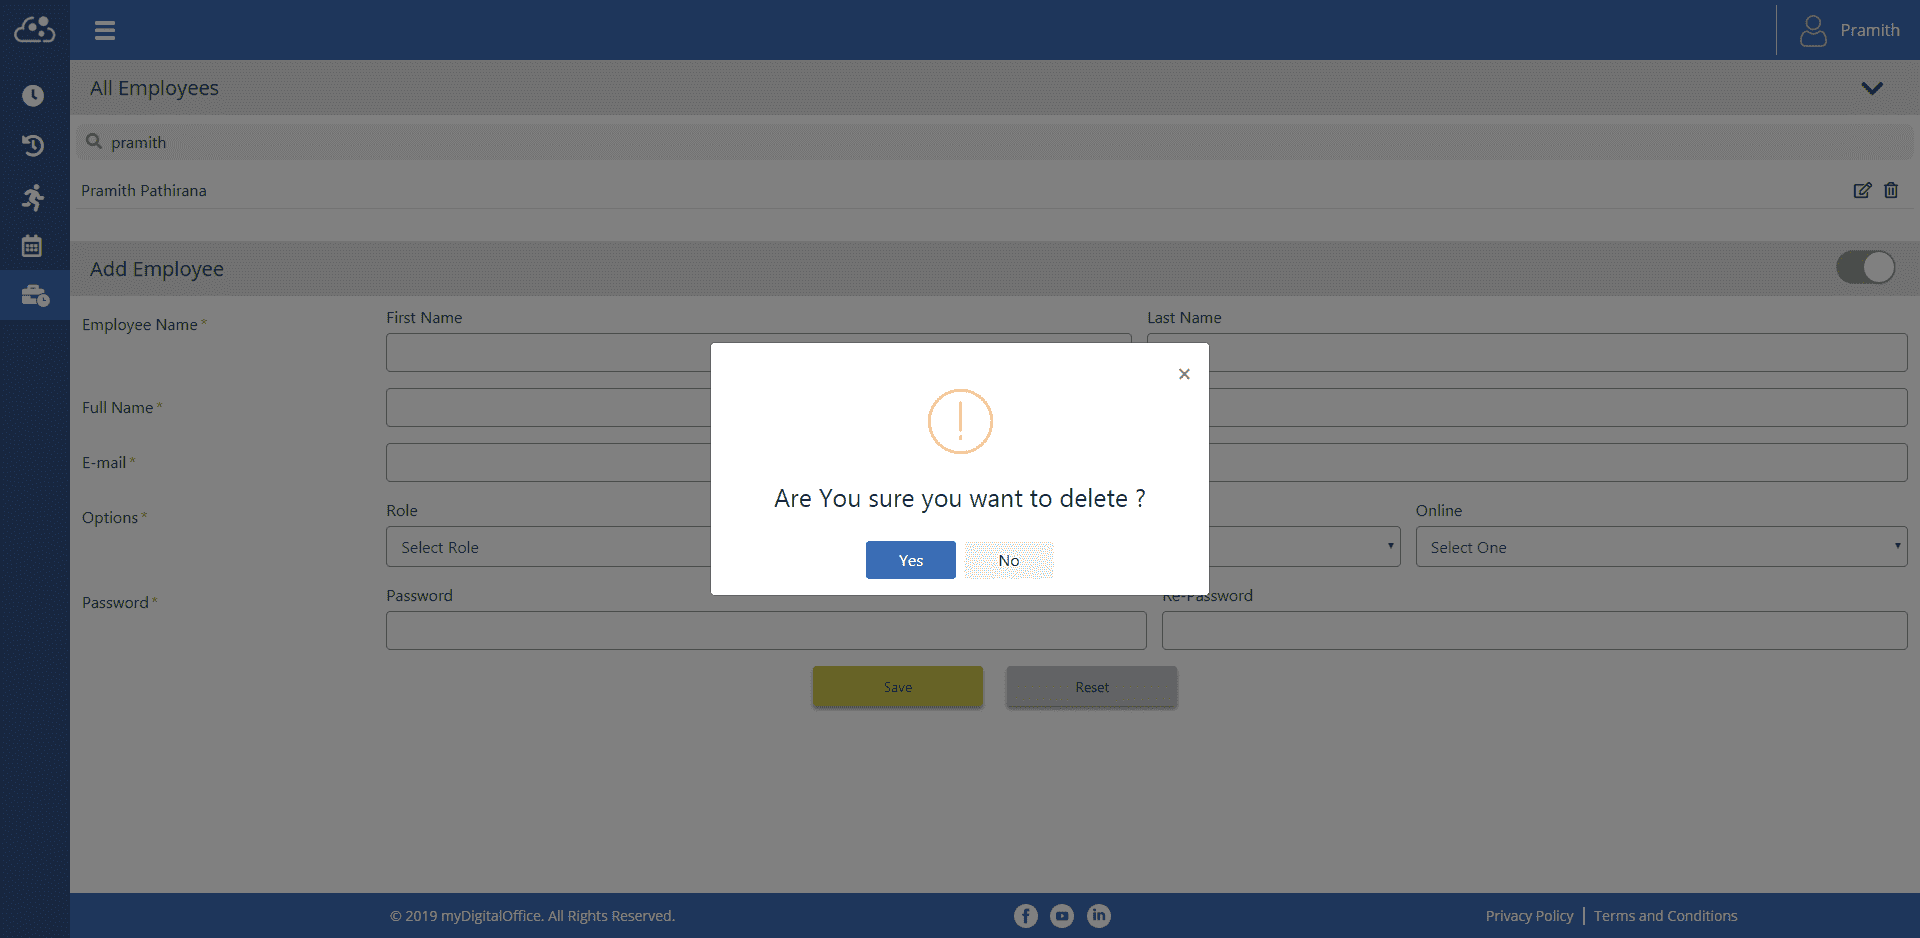 Pramith
All Employees
pramith
Pramith Pathirana
Add Employee
Employee Name *
First Name
Last Name
Full Name *
E-mail *
Options *
Role
Online
Select Role
Select One
Password *
Password
Re-Password
Save
Reset
Are You sure you want to delete ?
Yes
No
© 2019 myDigitalOffice. All Rights Reserved.
Privacy Policy | Terms and Conditions